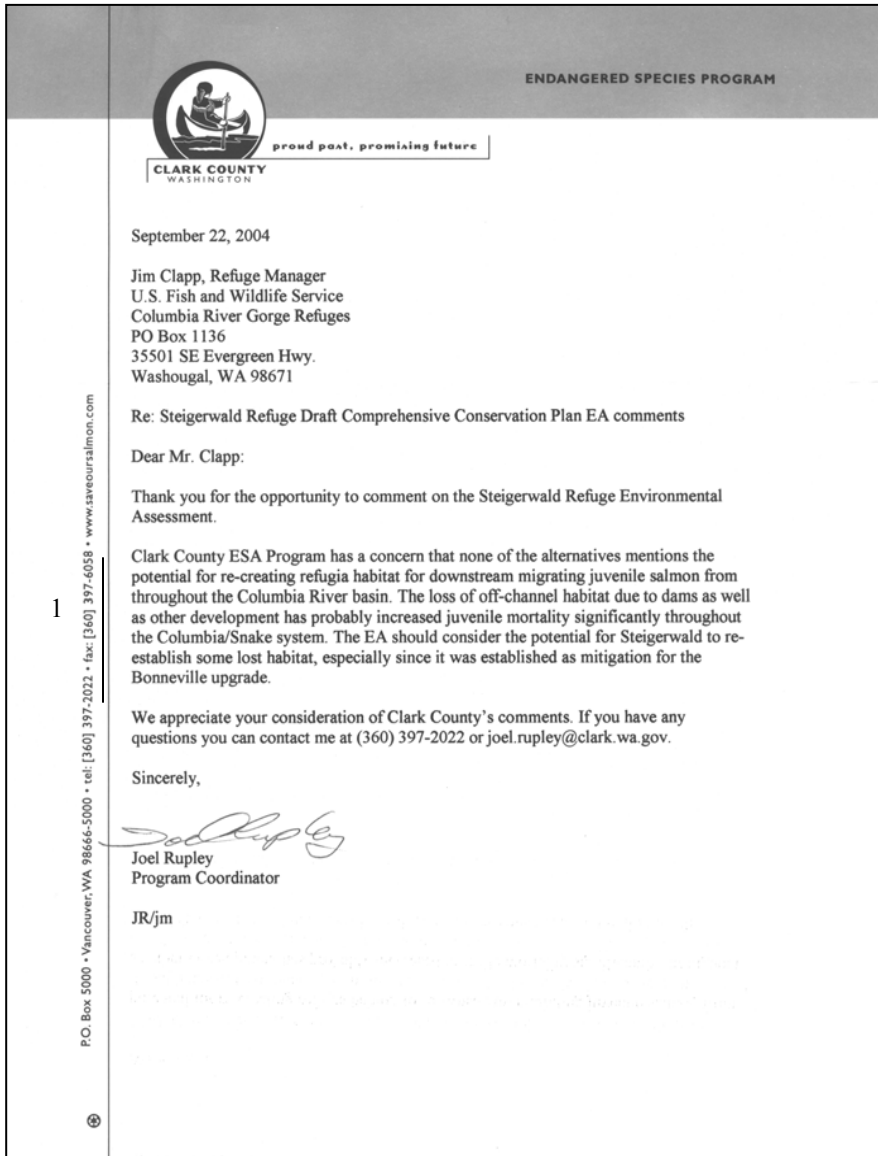 ENDANGERED SPECIES PROGRAM
proud past, promising future
CLARK COUNTY
WASHINGTON
September 22, 2004
Jim Clapp, Refuge Manager
U.S. Fish and Wildlife Service
Columbia River Gorge Refuges
PO Box 1136
35501 SE Evergreen Hwy.
Washougal, WA 98671
Re: Steigerwald Refuge Draft Comprehensive Conservation Plan EA comments
Dear Mr. Clapp:
Thank you for the opportunity to comment on the Steigerwald Refuge Environmental
Assessment.
Clark County ESA Program has a concern that none of the alternatives mentions the
potential for re-creating refugia habitat for downstream migrating juvenile salmon from
throughout the Columbia River basin. The loss of off-channel habitat due to dams as well
as other development has probably increased juvenile mortality significantly throughout
the Columbia/Snake system. The EA should consider the potential for Steigerwald to re-
establish some lost habitat, especially since it was established as mitigation for the
Bonneville upgrade.
1
We appreciate your consideration of Clark County's comments. If you have any
questions you can contact me at (360) 397-2022 or joel.rupley@clark.wa.gov.
Sincerely,
Joel Rupley
Joel Rupley
Program Coordinator
JR/jm
P.O. Box 5000 • Vancouver, WA 98666-5000 • tel: [360] 397-2022 • fax: [360] 397-6058 • www.saveoursalmon.com